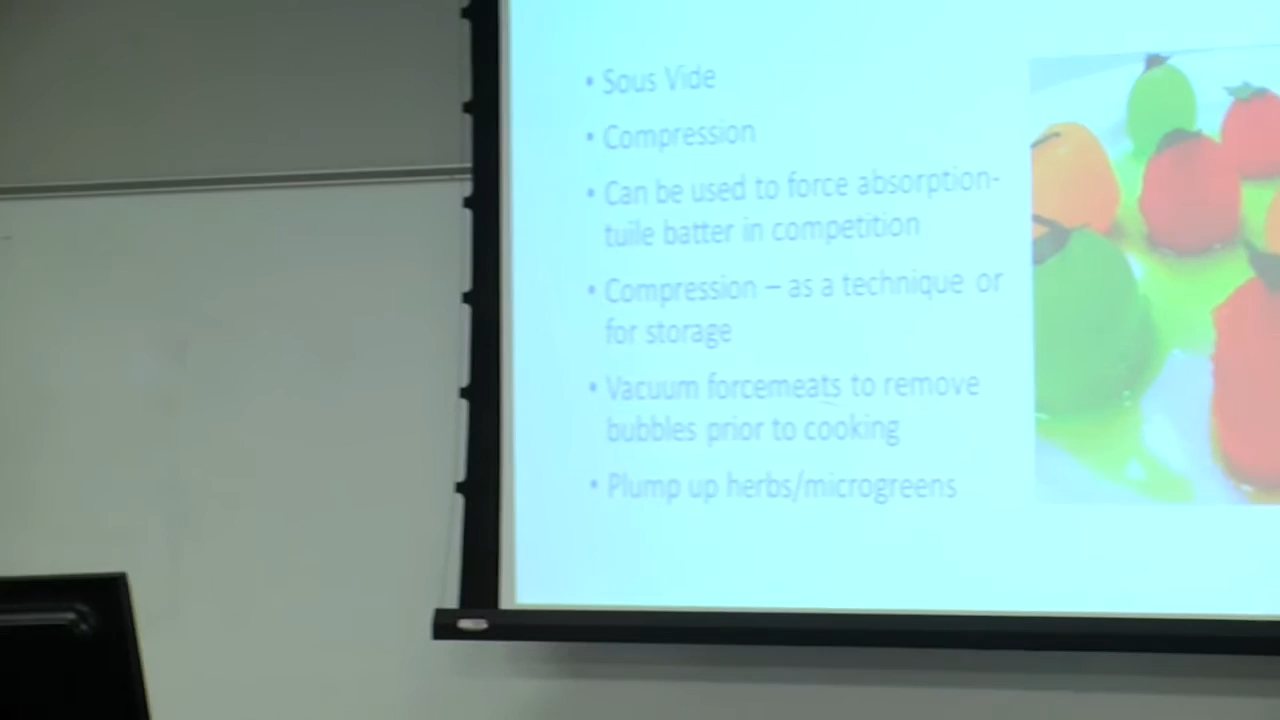 • Sous Vide
• Compression
• Can be used to force absorption-
tuile batter in competition
• Compression – as a technique or
for storage
• Vacuum forcemeats to remove
bubbles prior to cooking
• Plump up herbs/microgreens